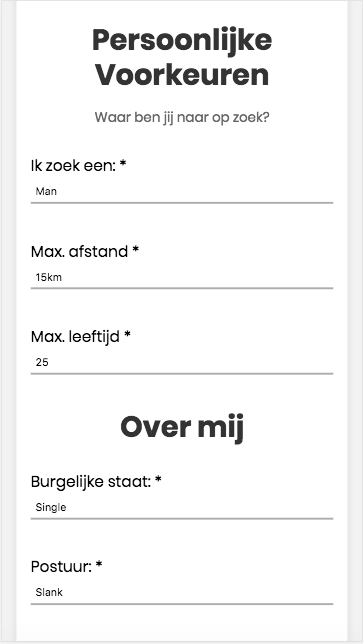 Persoonlijke
Voorkeuren
Waar ben jij naar op zoek?
Ik zoek een: *
Man
Max. afstand *
15km
Max. leeftijd *
25
Over mij
Burgelijke staat: *
Single
Postuur: *
Slank